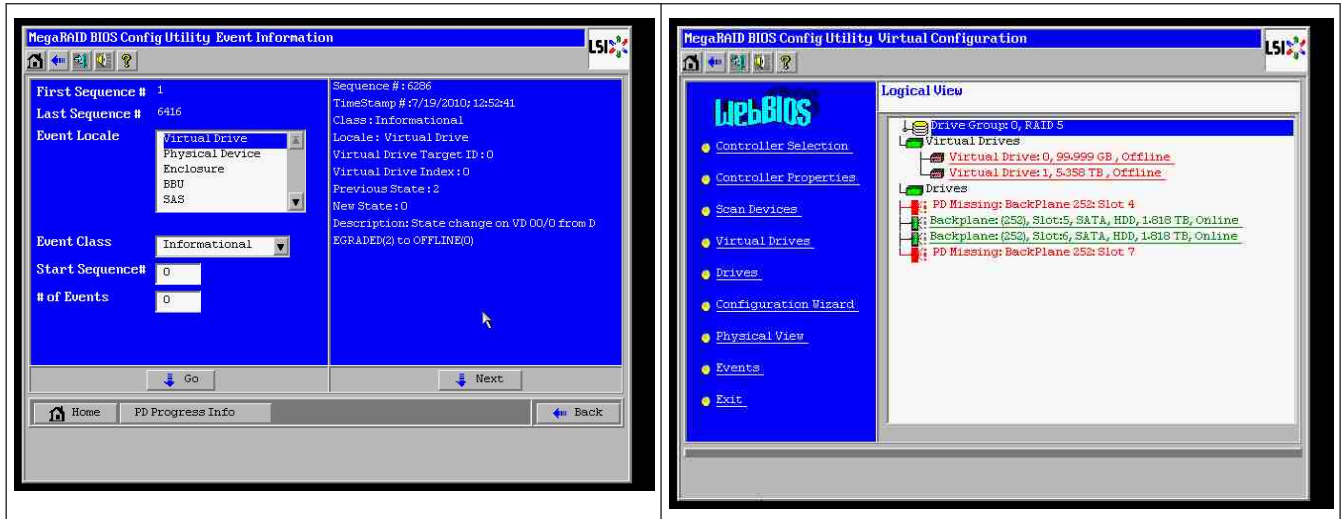 MegaRAID BIOS Config Utility Event Information
LSI
First Sequence # 1
Last Sequence # 6416
Event Locale
Virtual Drive
Physical Device
Enclosure
BBU
SAS
Event Class Informational
Start Sequence# 0
# of Events 0
Go
Sequence #: 6286
TimeStamp #:7/19/2010; 12:52:41
Class: Informational
Locale: Virtual Drive
Virtual Drive Target ID: 0
Virtual Drive Index: 0
Previous State: 2
New State: 0
Description: State change on VD 00/0 from D
EGRADED(2) to OFFLINE(0)
Next
Home
PD Progress Info
Back
MegaRAID BIOS Config Utility Virtual Configuration
LSI
WebBIOS
Controller Selection
Controller Properties
Scan Devices
Virtual Drives
Drives
Configuration Wizard
Physical View
Events
Exit
Logical View
Drive Group: 0, RAID 5
Virtual Drives
Virtual Drive: 0, 99.999 GB , Offline
Virtual Drive: 1, 5.358 TB , Offline
Drives
PD Missing: BackPlane 252: Slot 4
Backplane: (252), Slot:5, SATA, HDD, 1.818 TB, Online
Backplane: (252), Slot:6, SATA, HDD, 1.818 TB, Online
PD Missing: BackPlane 252: Slot 7